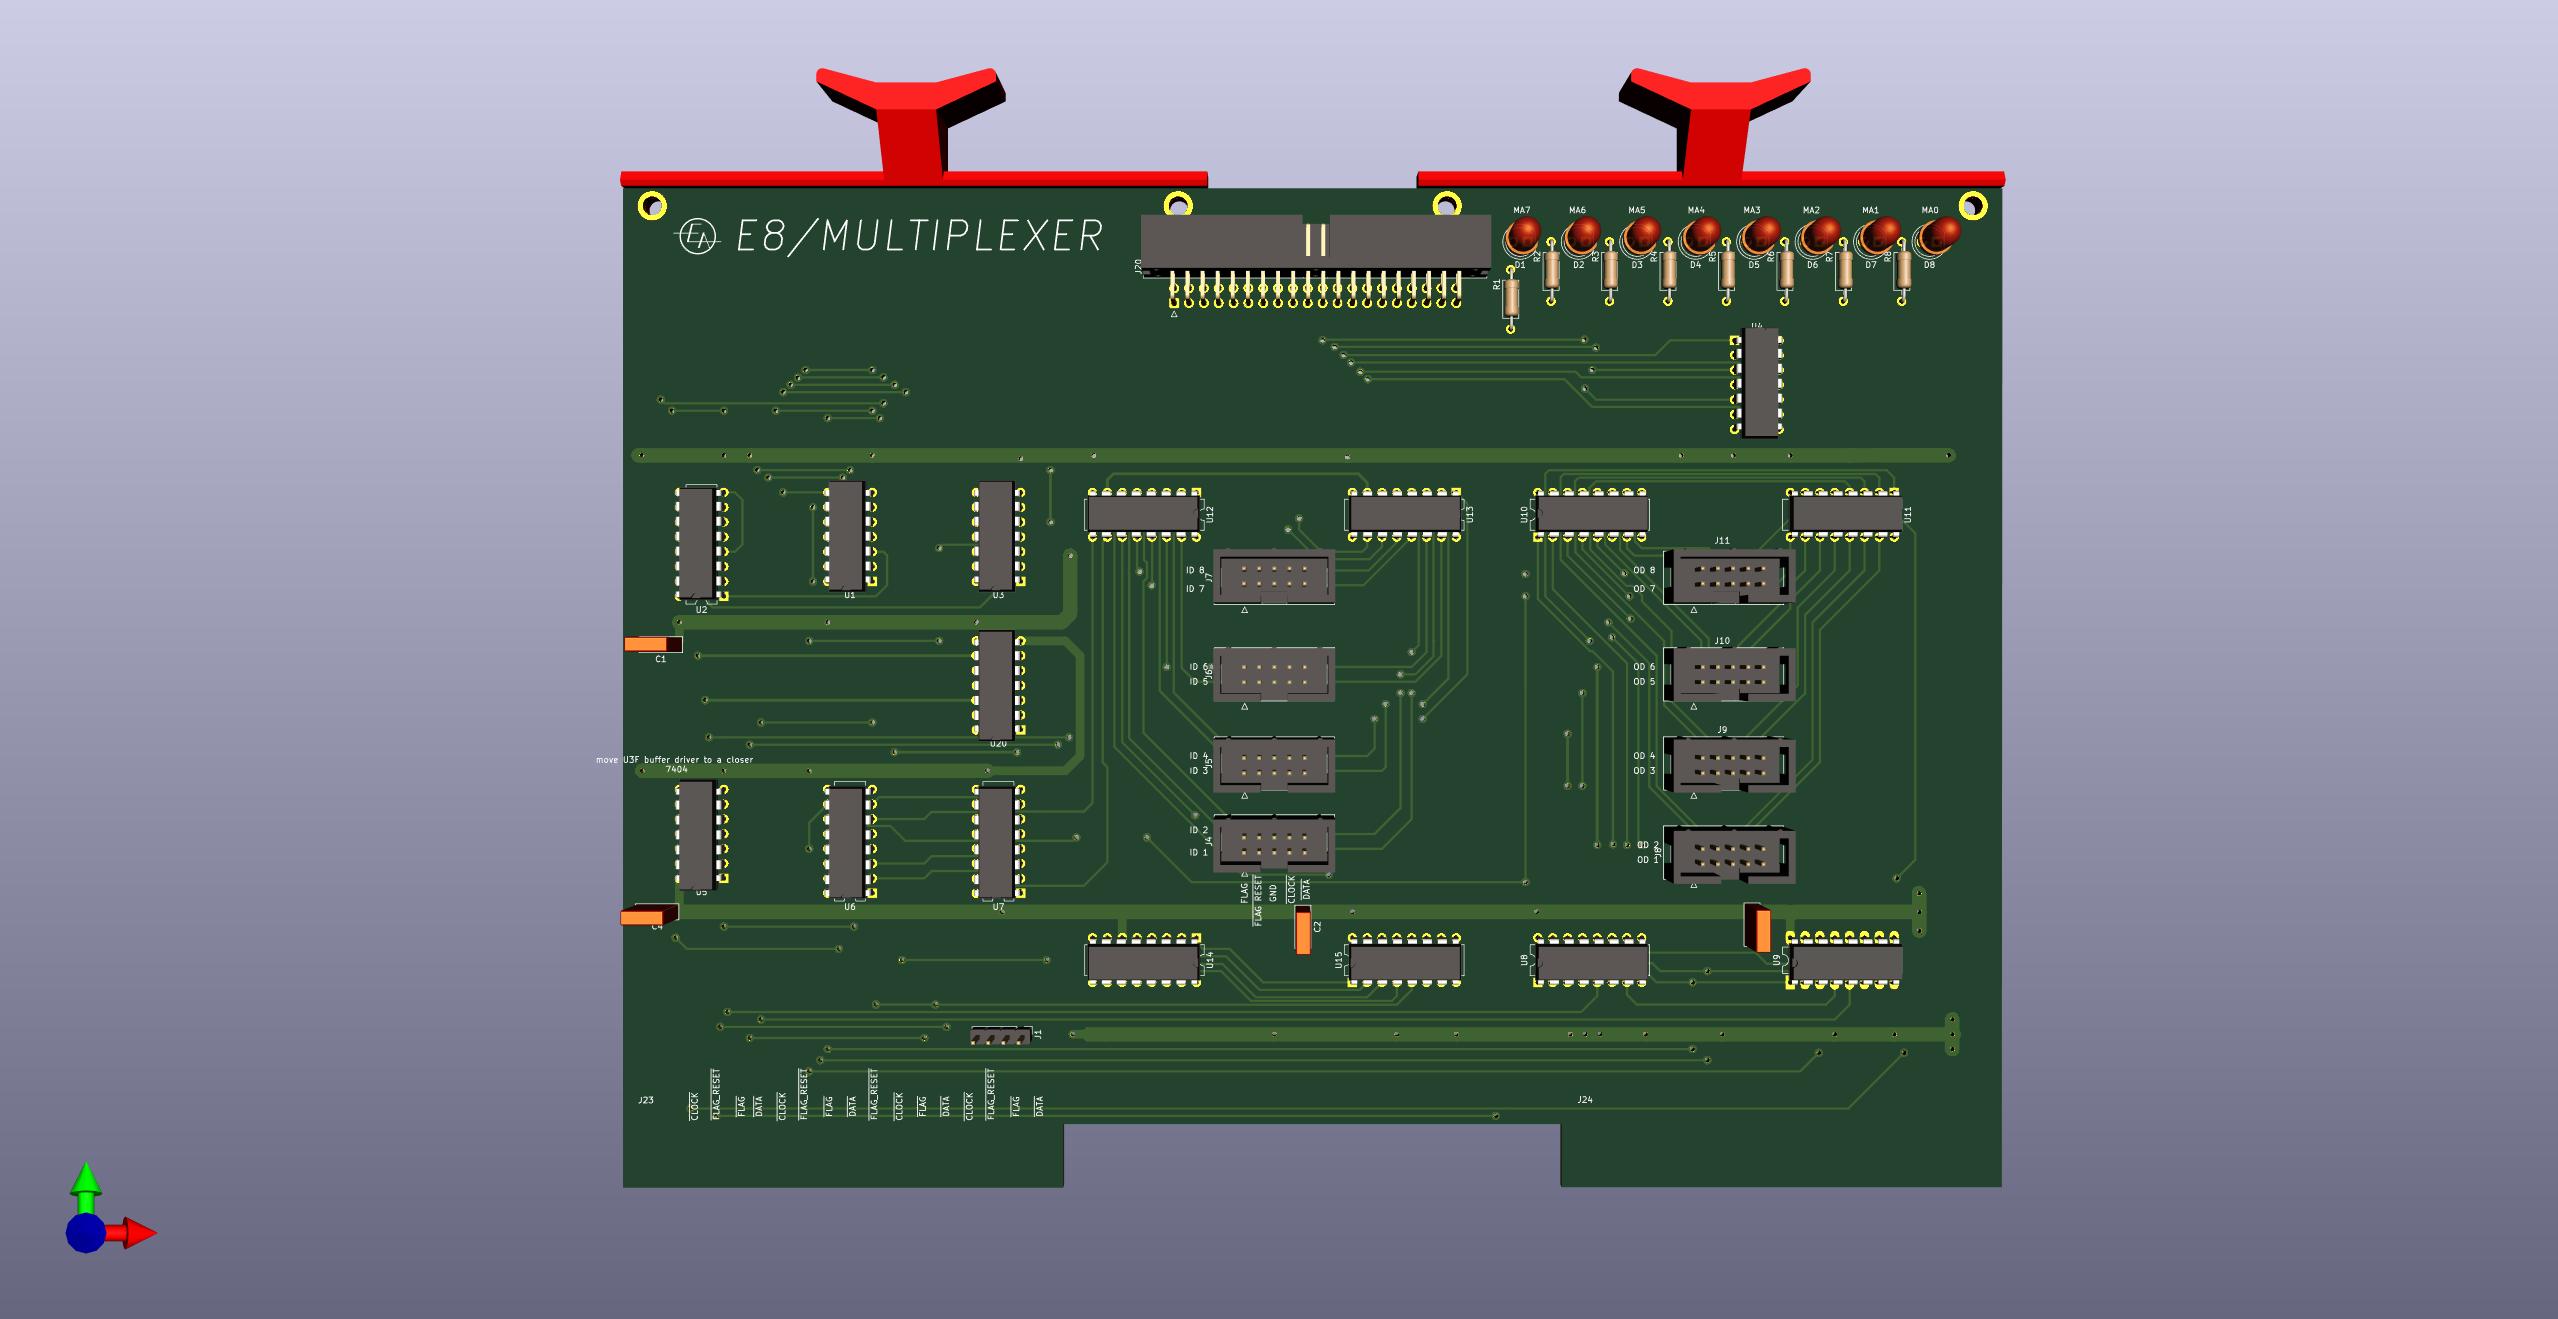 EA E8/MULTIPLEXER
MA7 MA6 MA5 MA4 MA3 MA2 MA1 MA0
J20
D1 D2 D3 D4 D5 D6 D7 D8
R1 R2 R3 R4 R5 R6 R7 R8
U4
U2 U1 U3
U12 U13 U10 U11
J11
ID 8
ID 7
J7
OD 8
OD 7
C1
J10
ID 6
ID 5
J6
OD 6
OD 5
U20
move U3F buffer driver to a closer
7404
J9
ID 4
ID 3
J5
OD 4
OD 3
ID 2
ID 1
J4
OD 2
OD 1
J8
U5 U6 U7
FLAG
FLAG_RESET
GND
CLOCK
DATA
C4
C2
U14 U15 U8 U9
J1
J23
CLOCK
FLAG_RESET
FLAG
DATA
CLOCK
FLAG_RESET
FLAG
DATA
FLAG_RESET
CLOCK
FLAG
DATA
CLOCK
FLAG_RESET
FLAG
DATA
J24